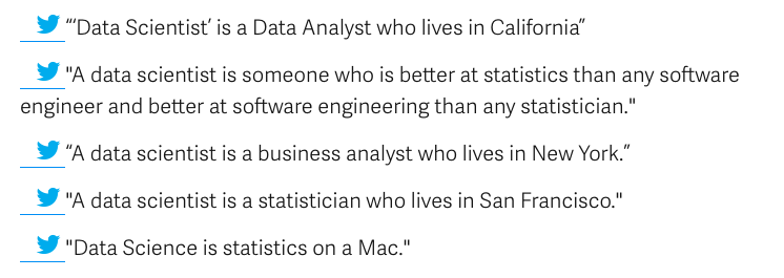 “‘Data Scientist’ is a Data Analyst who lives in California”
"A data scientist is someone who is better at statistics than any software
engineer and better at software engineering than any statistician."
“A data scientist is a business analyst who lives in New York.”
"A data scientist is a statistician who lives in San Francisco."
"Data Science is statistics on a Mac."